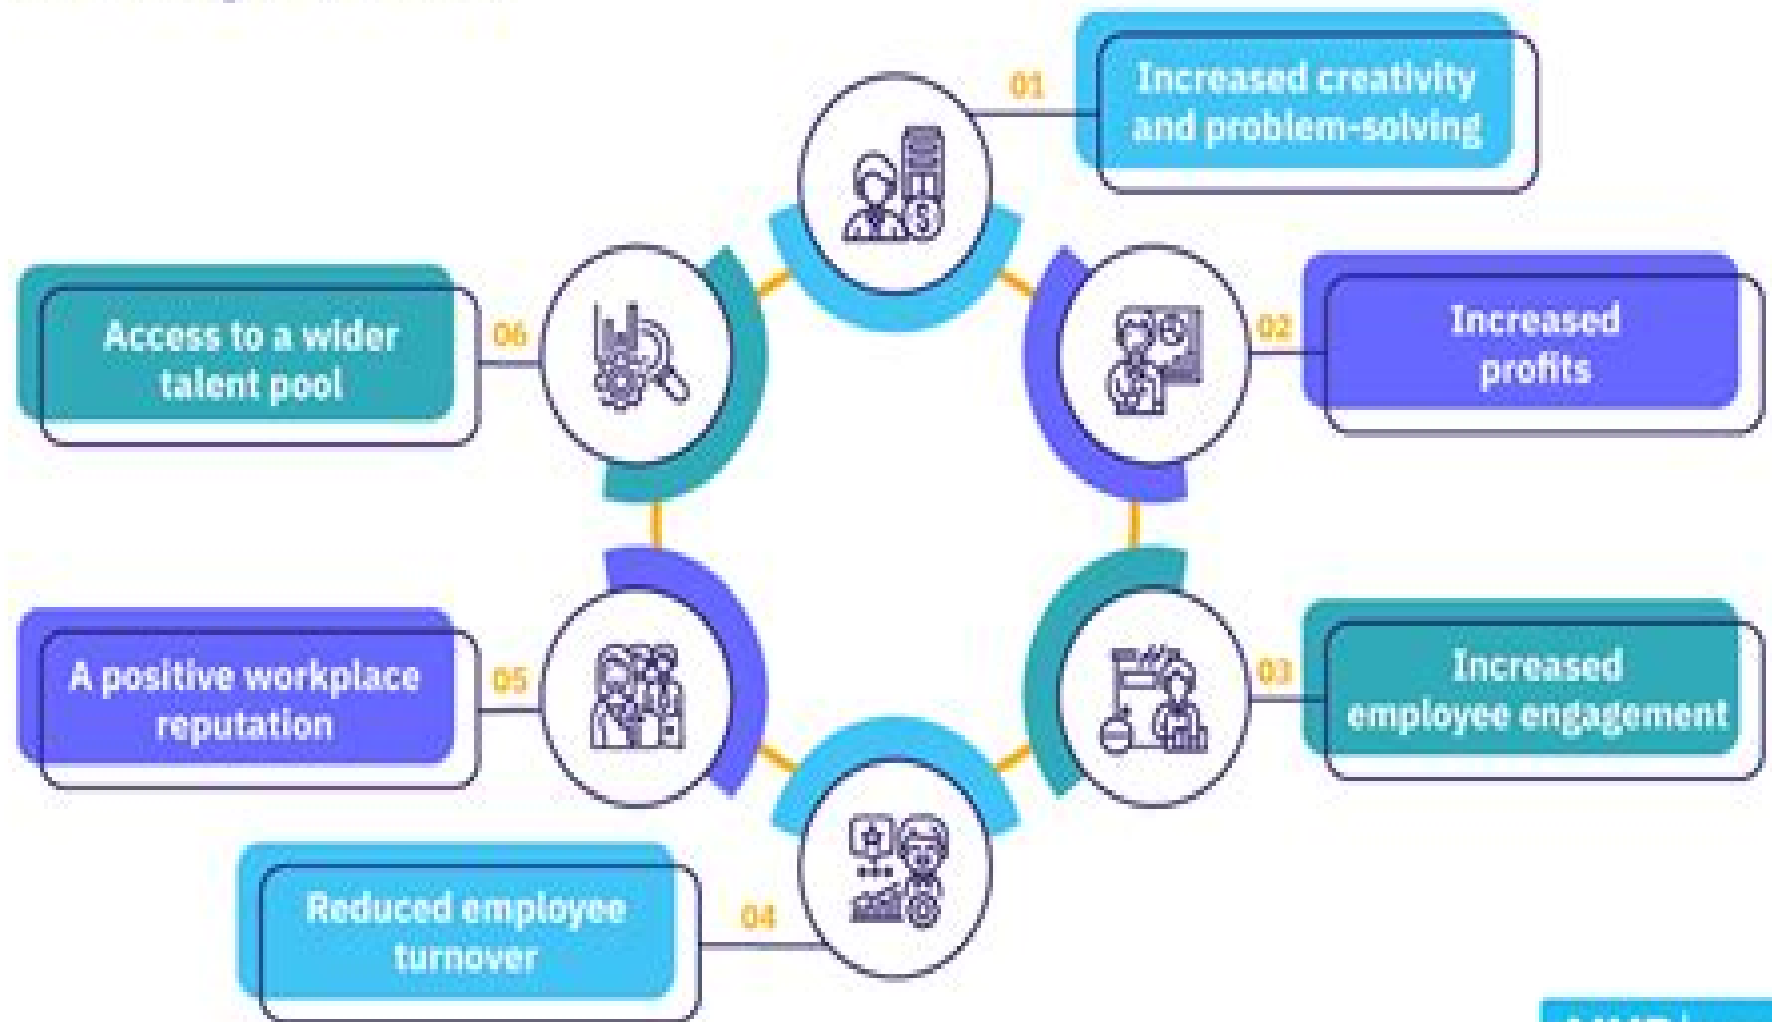 01
Increased creativity
and problem-solving
02
Increased
profits
03
Increased
employee engagement
04
Reduced employee
turnover
05
A positive workplace
reputation
06
Access to a wider
talent pool